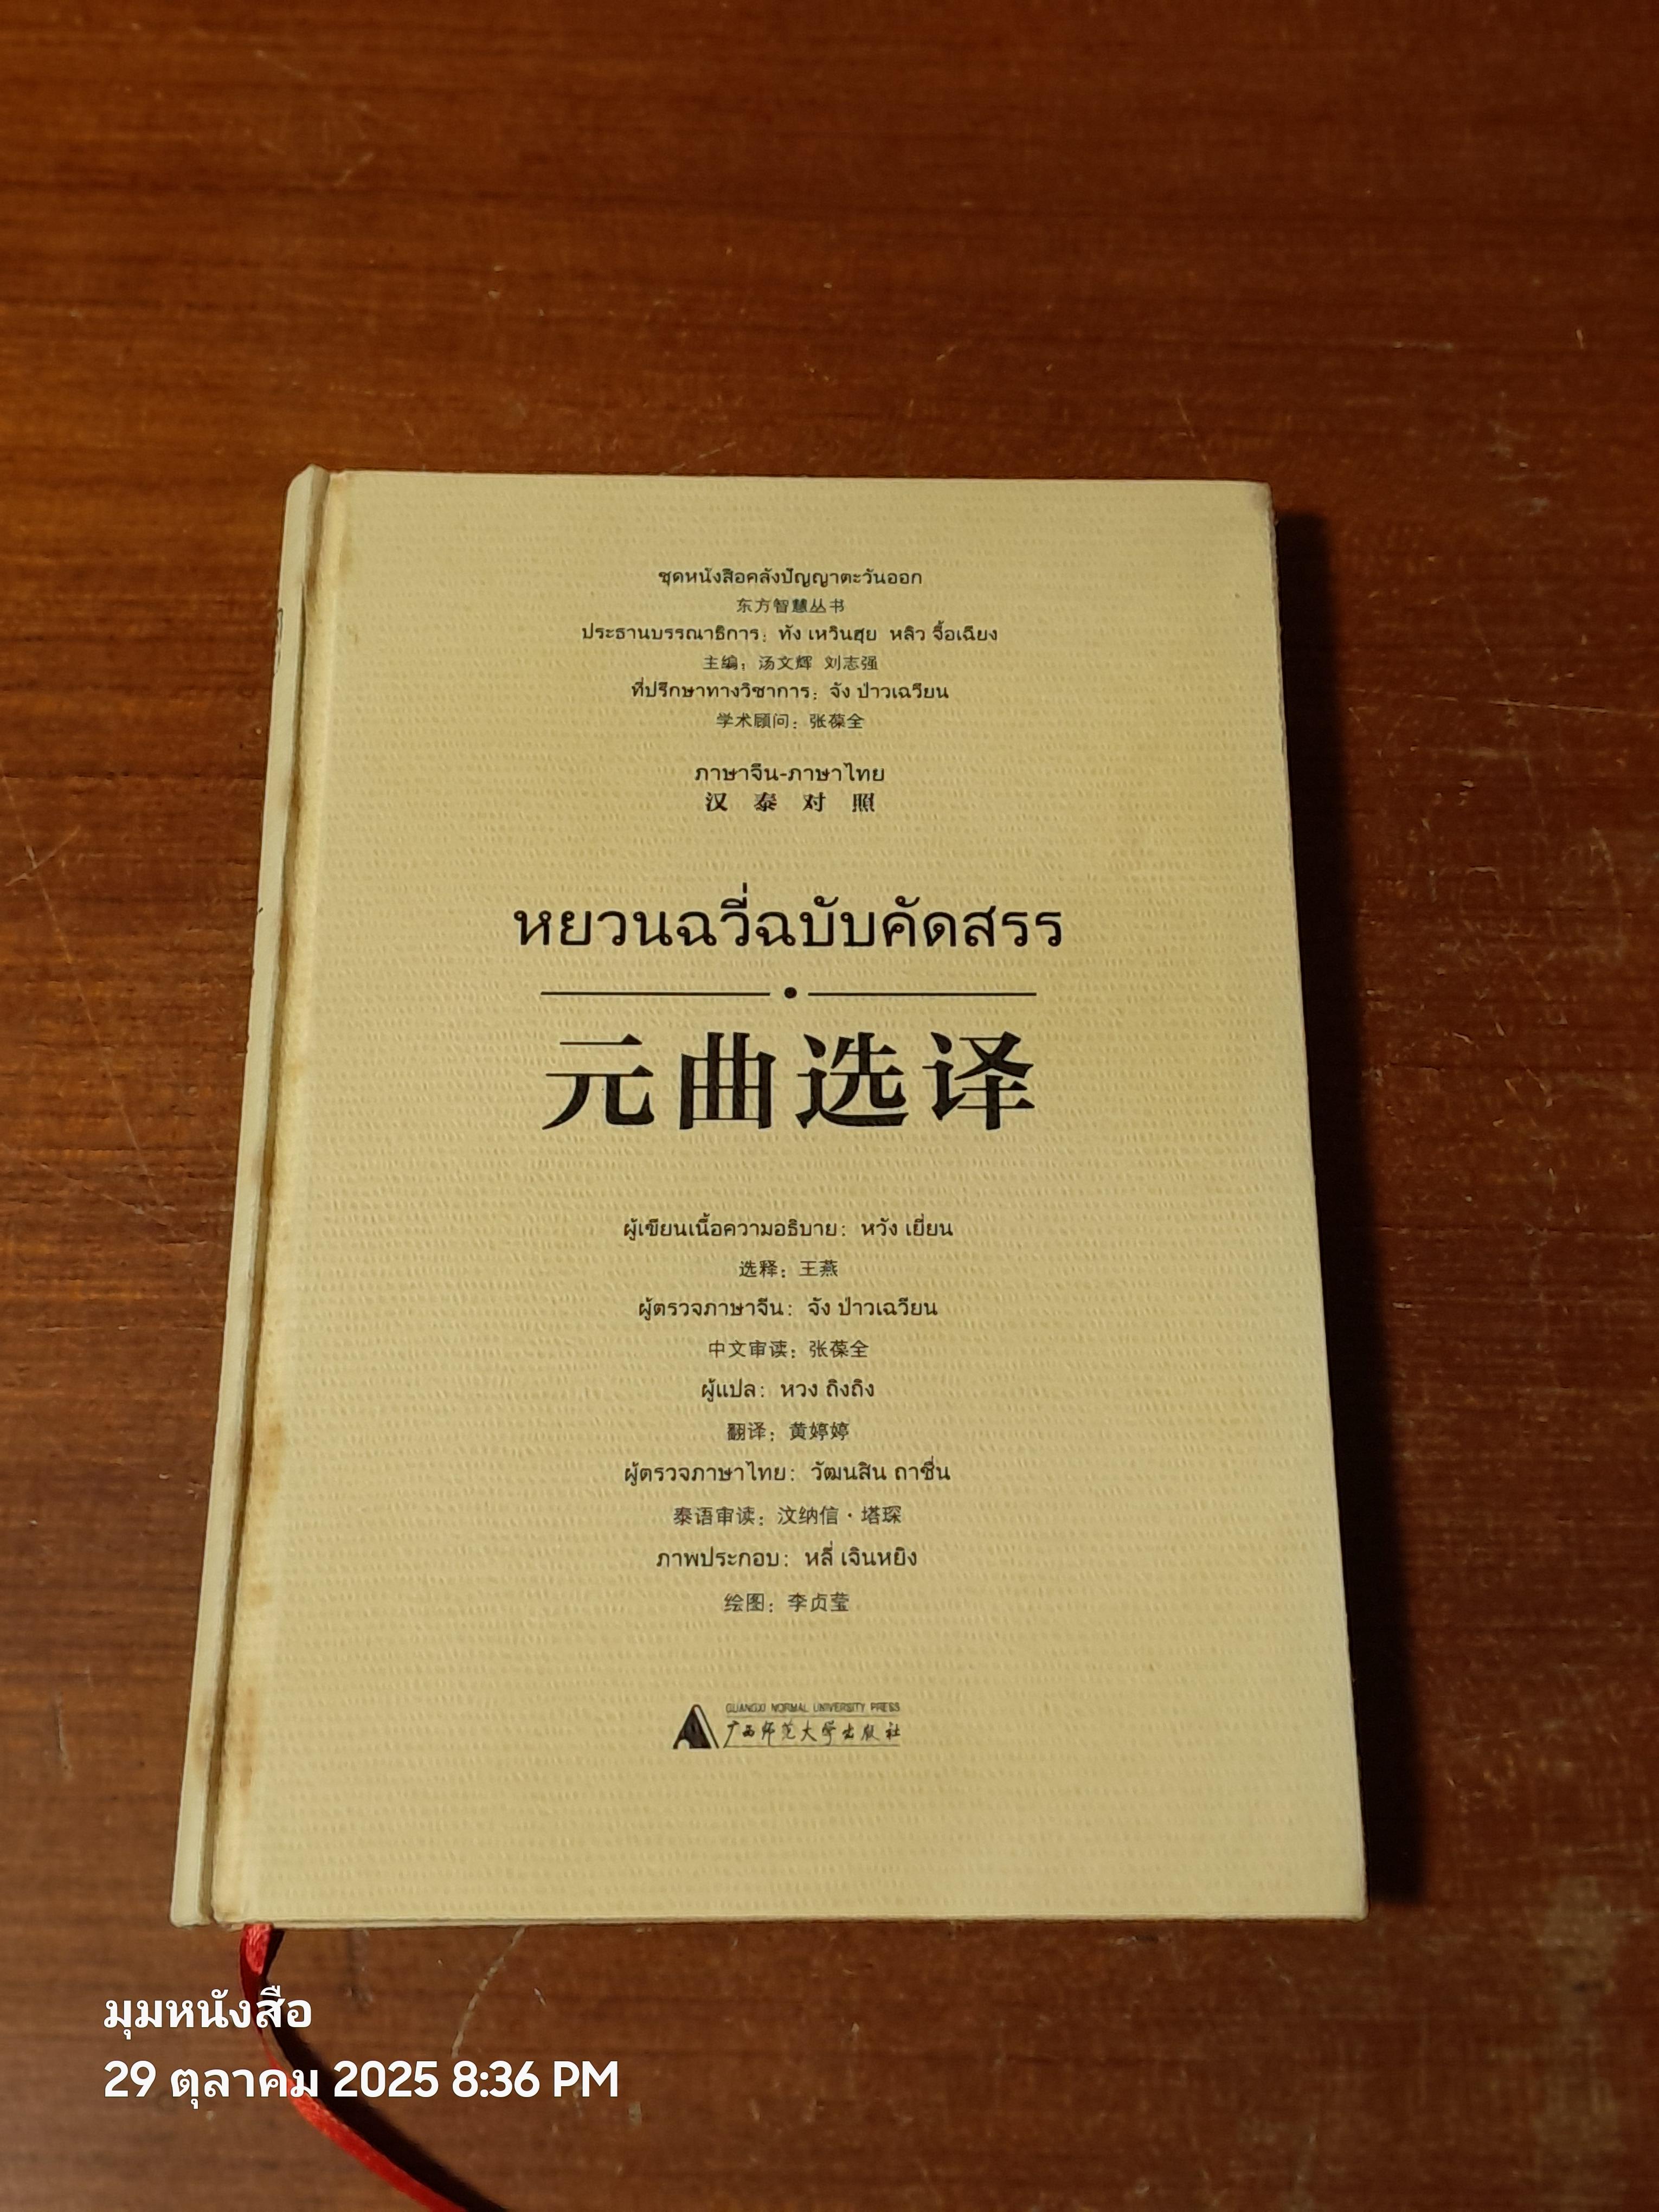 ชุดหนังสือคลังปัญญาตะวันออก
东方智慧丛书
ประธานบรรณาธิการ: ทัง เหวินฮุย หลิว จื้อเฉียง
主编：汤文辉 刘志强
ที่ปรึกษาทางวิชาการ: จัง ป่าวเฉวียน
学术顾问：张葆全
ภาษาจีน-ภาษาไทย
汉泰对照
หยวนฉวี่ฉบับคัดสรร
元曲选译
ผู้เขียนเนื้อความอธิบาย: หวัง เยี่ยน
选释：王燕
ผู้ตรวจภาษาจีน: จัง ป่าวเฉวียน
中文审读：张葆全
ผู้แปล: หวง ถิงถิง
翻译：黄婷婷
ผู้ตรวจภาษาไทย: วัฒนสิน ถาชื่น
泰语审读：汶纳信·塔琛
ภาพประกอบ: หลี่ เจินหยิง
绘图：李贞莹
GUANGXI NORMAL UNIVERSITY PRESS
广西师范大学出版社
มุมหนังสือ
29 ตุลาคม 2025 8:36 PM